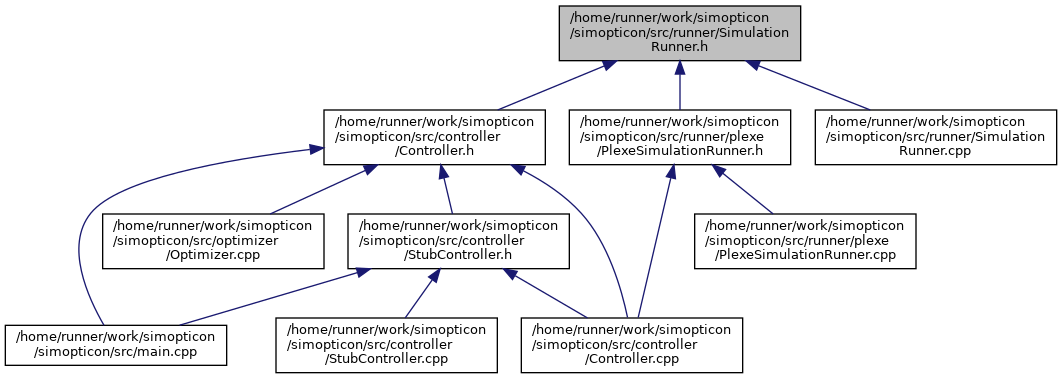 /home/runner/work/simopticon
/simopticon/src/runner/Simulation
Runner.h
/home/runner/work/simopticon
/simopticon/src/controller
/Controller.h
/home/runner/work/simopticon
/simopticon/src/runner/plexe
/PlexeSimulationRunner.h
/home/runner/work/simopticon
/simopticon/src/runner/Simulation
Runner.cpp
/home/runner/work/simopticon
/simopticon/src/optimizer
/Optimizer.cpp
/home/runner/work/simopticon
/simopticon/src/controller
/StubController.h
/home/runner/work/simopticon
/simopticon/src/runner/plexe
/PlexeSimulationRunner.cpp
/home/runner/work/simopticon
/simopticon/src/main.cpp
/home/runner/work/simopticon
/simopticon/src/controller
/StubController.cpp
/home/runner/work/simopticon
/simopticon/src/controller
/Controller.cpp